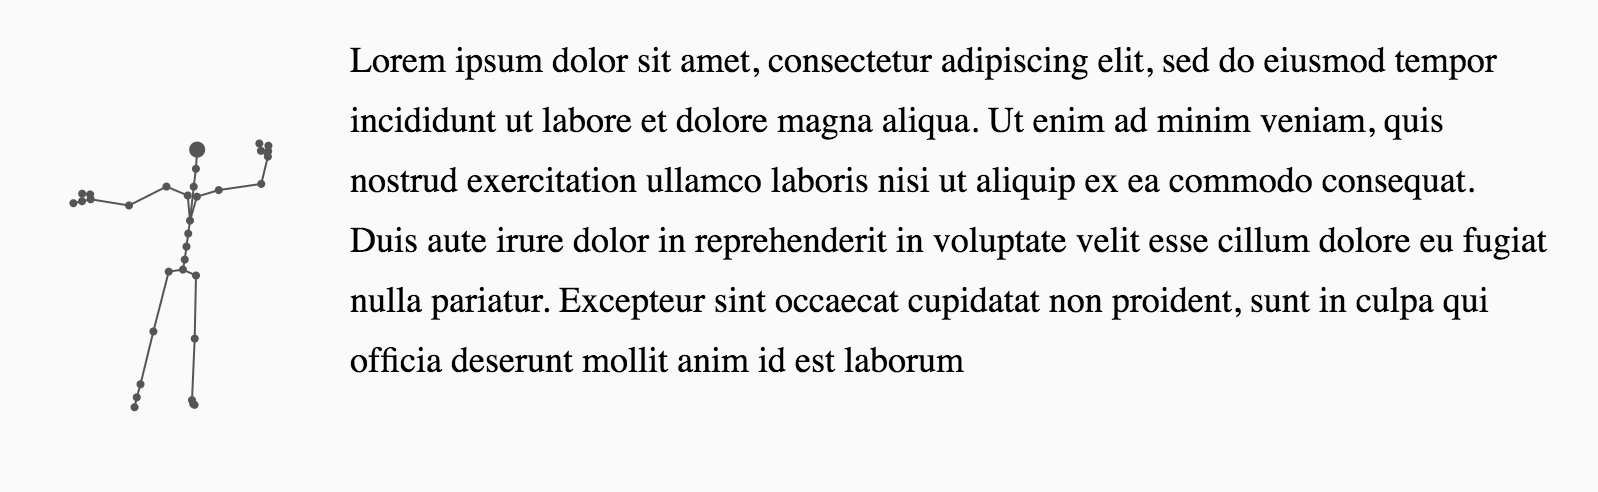 Lorem ipsum dolor sit amet, consectetur adipiscing elit, sed do eiusmod tempor
incididunt ut labore et dolore magna aliqua. Ut enim ad minim veniam, quis
nostrud exercitation ullamco laboris nisi ut aliquip ex ea commodo consequat.
Duis aute irure dolor in reprehenderit in voluptate velit esse cillum dolore eu fugiat
nulla pariatur. Excepteur sint occaecat cupidatat non proident, sunt in culpa qui
officia deserunt mollit anim id est laborum